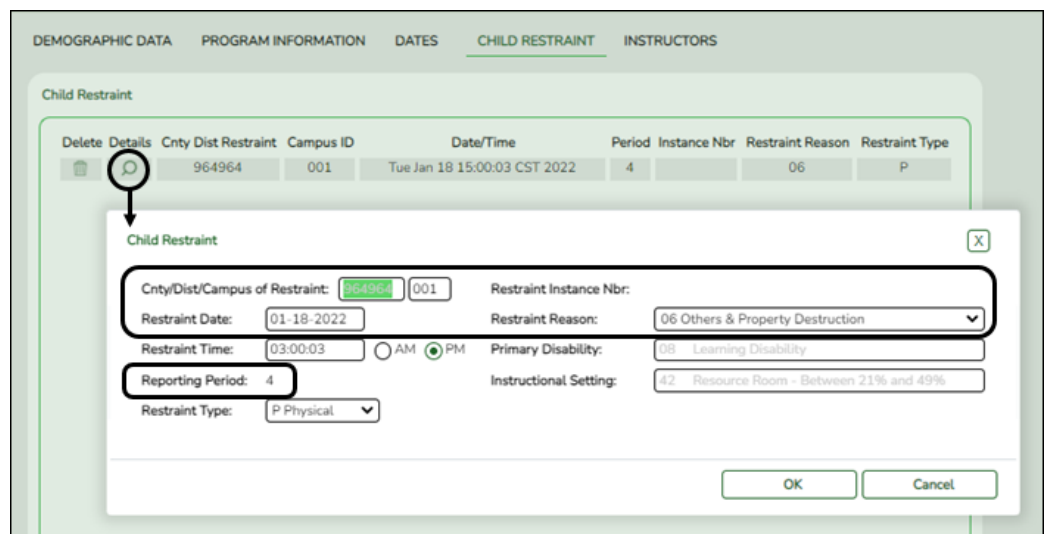 DEMOGRAPHIC DATA PROGRAM INFORMATION DATES CHILD RESTRAINT INSTRUCTORS
Child Restraint
Delete Details Cnty Dist Restraint Campus ID Date/Time Period Instance Nbr Restraint Reason Restraint Type
964964 001 Tue Jan 18 15:00:03 CST 2022 4 06 P
Child Restraint X
Cnty/Dist/Campus of Restraint: 964964 001 Restraint Instance Nbr:
Restraint Date: 01-18-2022 Restraint Reason: 06 Others & Property Destruction
Restraint Time: 03:00:03 AM PM Primary Disability: 08 Learning Disability
Reporting Period: 4 Instructional Setting: 42 Resource Room - Between 21% and 49%
Restraint Type: P Physical
OK Cancel